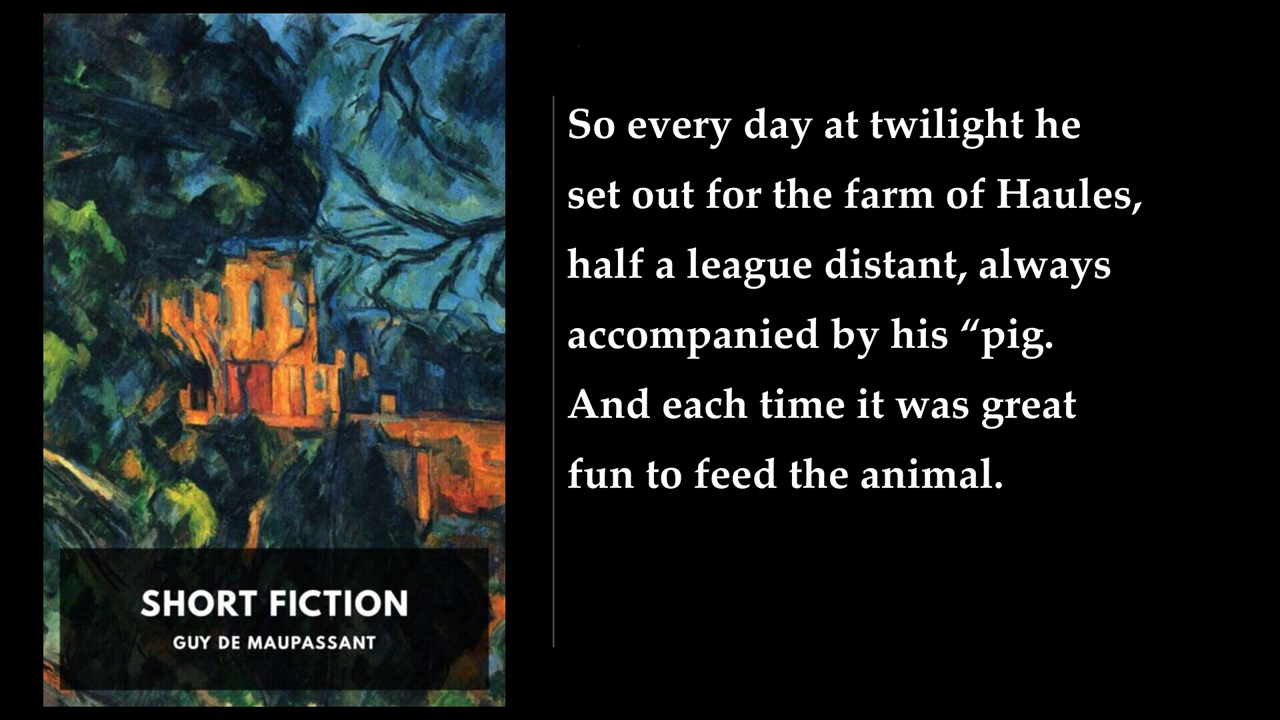 So every day at twilight he
set out for the farm of Haules,
half a league distant, always
accompanied by his “pig.
And each time it was great
fun to feed the animal.
SHORT FICTION
GUY DE MAUPASSANT